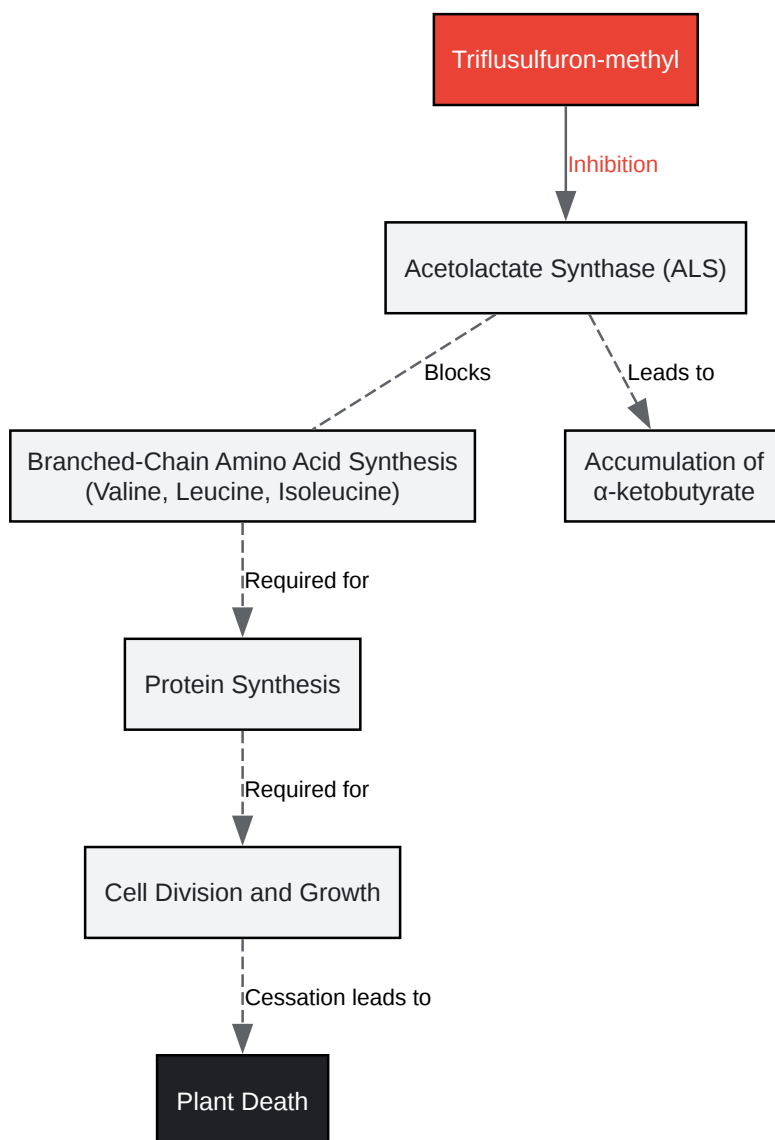 Triflusulfuron-methyl
Inhibition
Acetolactate Synthase (ALS)
Blocks
Leads to
Branched-Chain Amino Acid Synthesis
(Valine, Leucine, Isoleucine)
Accumulation of
α-ketobutyrate
Required for
Protein Synthesis
Required for
Cell Division and Growth
Cessation leads to
Plant Death